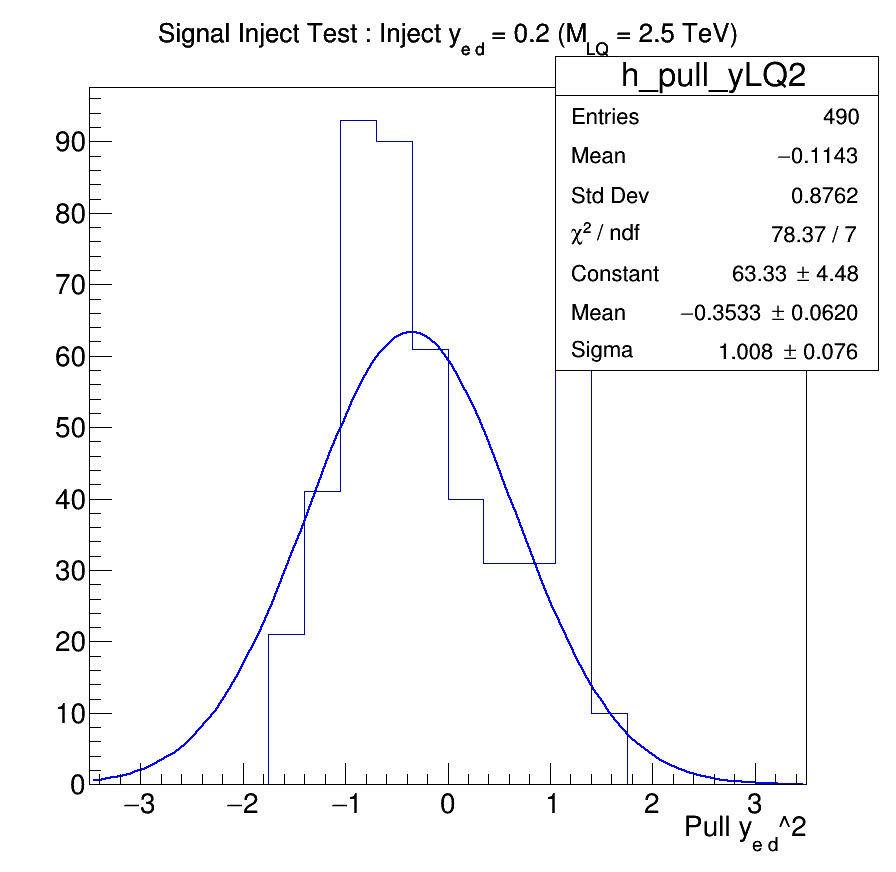 Signal Inject Test : Inject y_{e d} = 0.2 (M_{LQ} = 2.5 TeV)
h_pull_yLQ2
Entries 490
Mean −0.1143
Std Dev 0.8762
χ² / ndf 78.37 / 7
Constant 63.33 ± 4.48
Mean −0.3533 ± 0.0620
Sigma 1.008 ± 0.076
90
80
70
60
50
40
30
20
10
0
−3 −2 −1 0 1 2 3
Pull y_{e d}^2